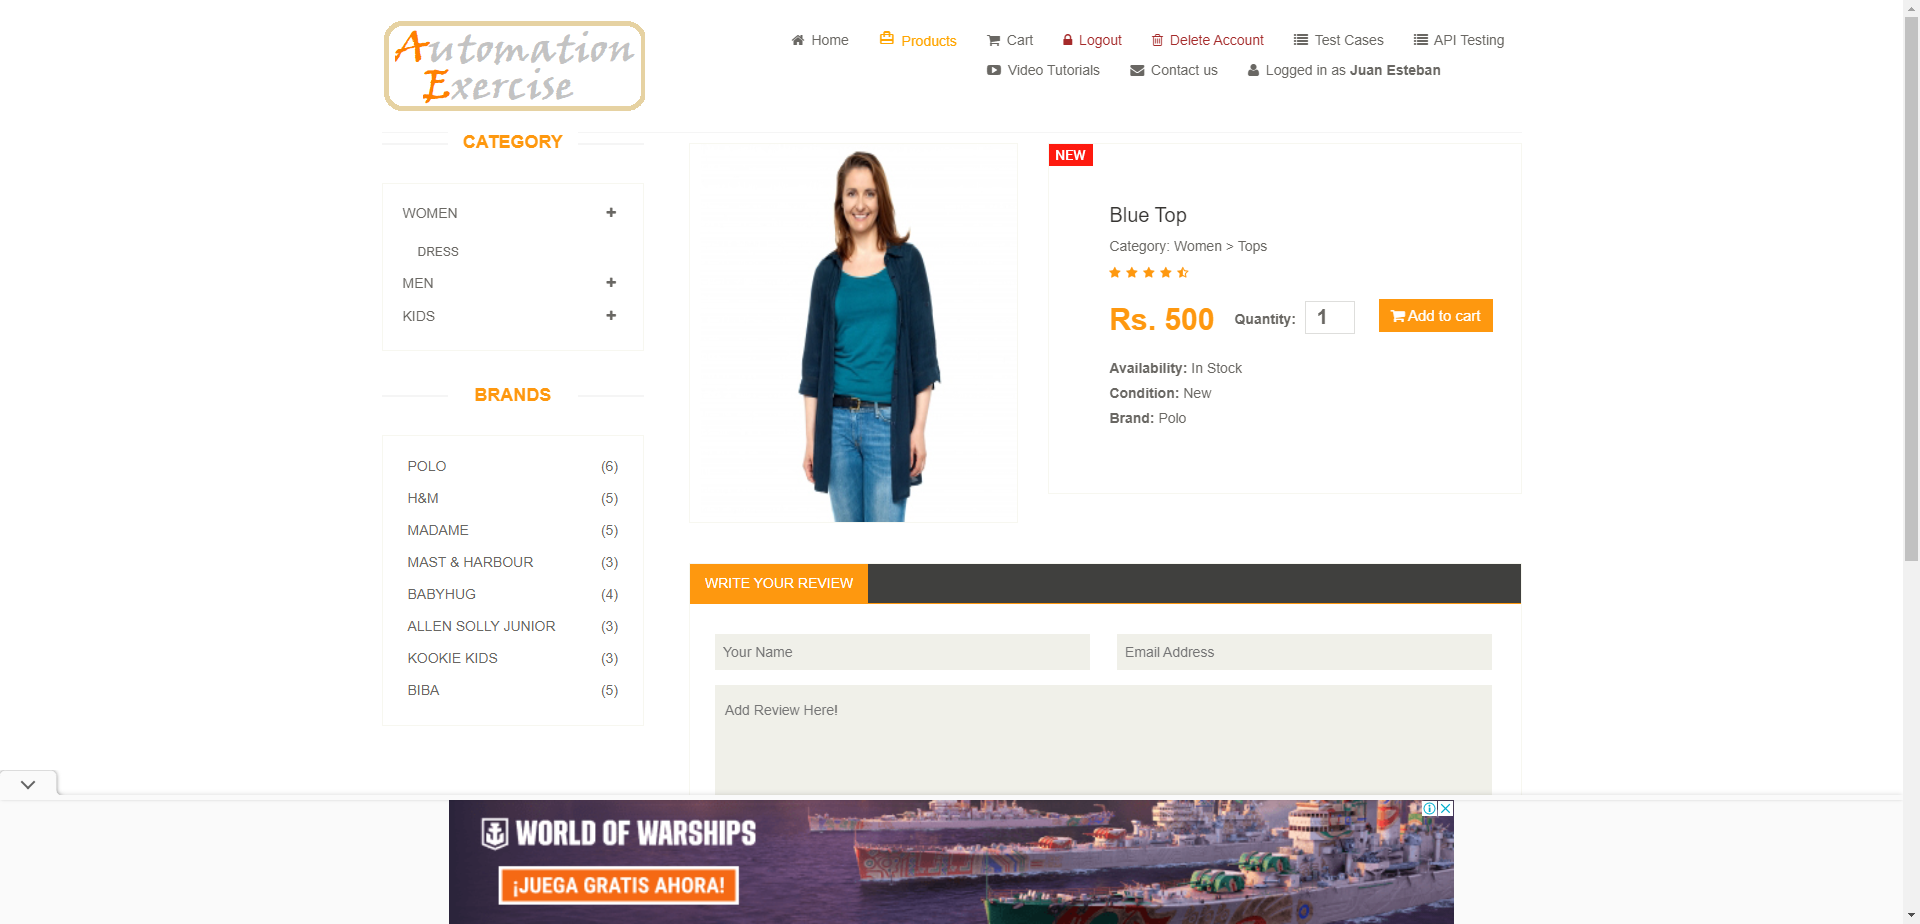 Automation
Exercise
Home
Products
Cart
Logout
Delete Account
Test Cases
API Testing
Video Tutorials
Contact us
Logged in as Juan Esteban
CATEGORY
WOMEN
DRESS
MEN
KIDS
BRANDS
POLO (6)
H&M (5)
MADAME (5)
MAST & HARBOUR (3)
BABYHUG (4)
ALLEN SOLLY JUNIOR (3)
KOOKIE KIDS (3)
BIBA (5)
NEW
Blue Top
Category: Women > Tops
Rs. 500 Quantity: 1 Add to cart
Availability: In Stock
Condition: New
Brand: Polo
WRITE YOUR REVIEW
Your Name
Email Address
Add Review Here!
WORLD OF WARSHIPS
¡JUEGA GRATIS AHORA!